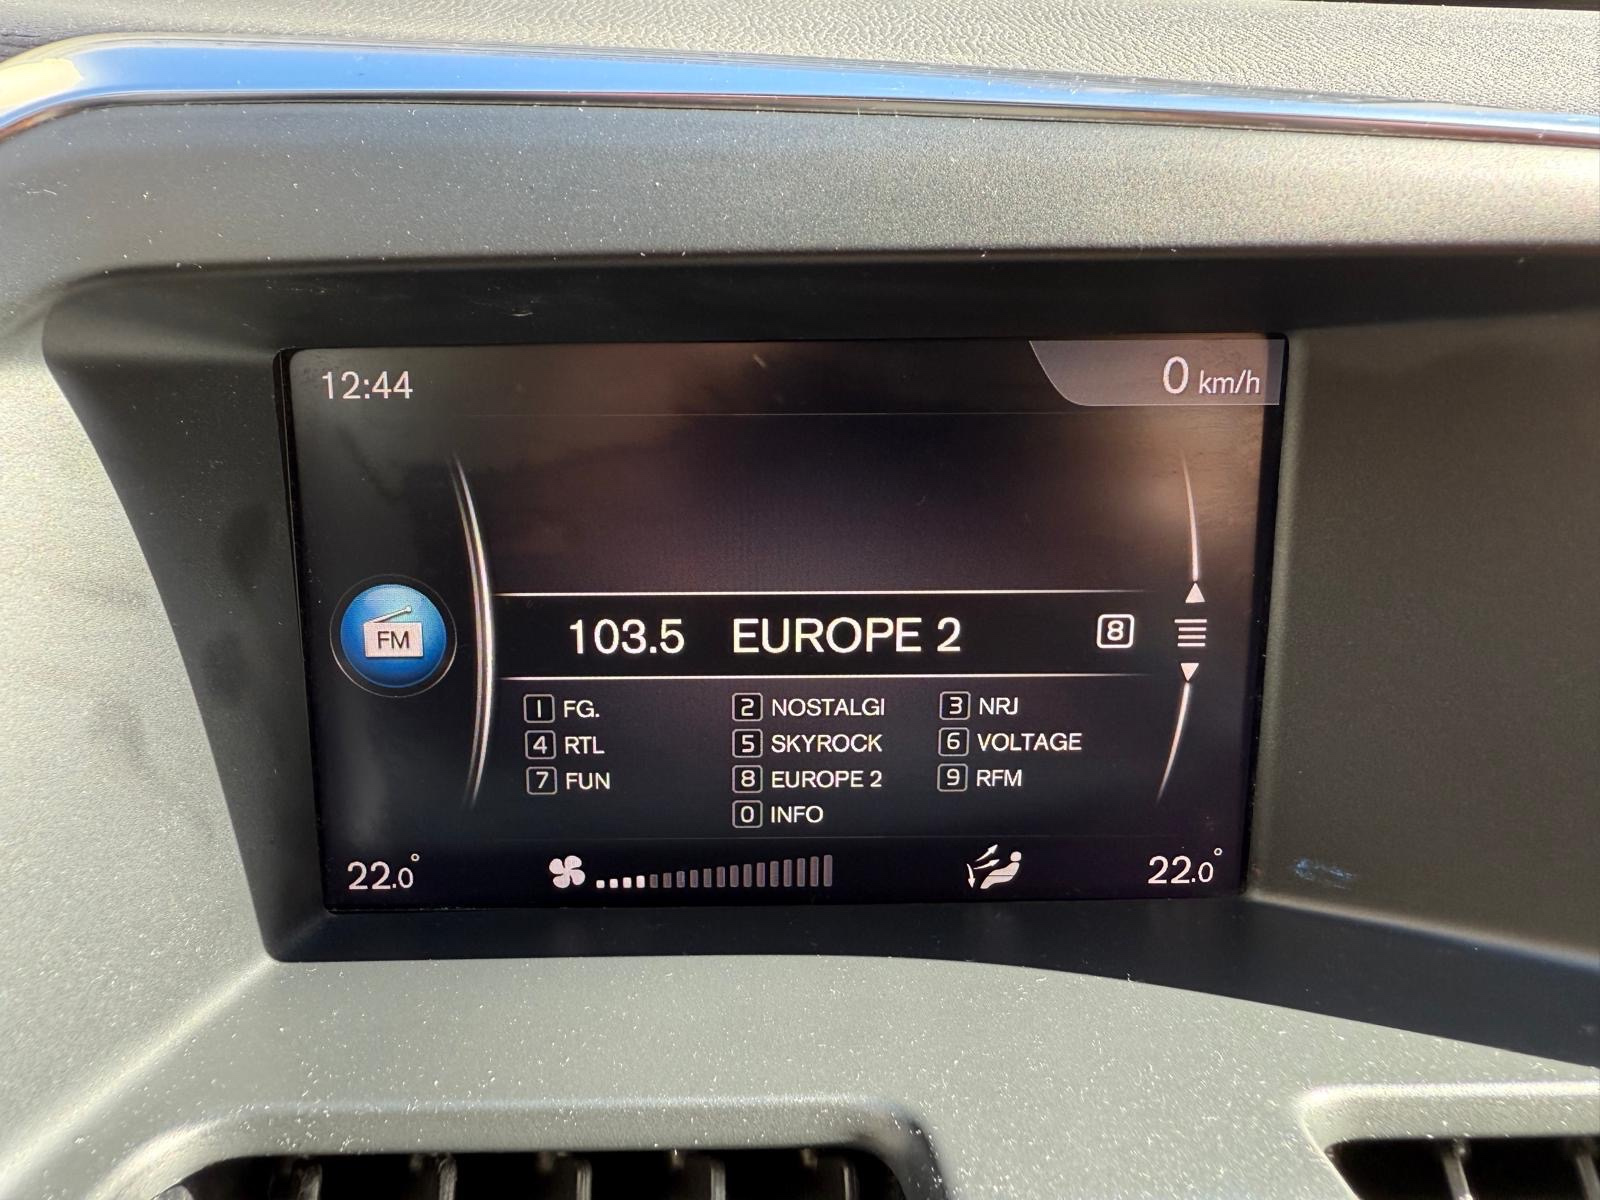 12:44 0 km/h
FM 103.5 EUROPE 2 8
1 FG. 2 NOSTALGI 3 NRJ
4 RTL 5 SKYROCK 6 VOLTAGE
7 FUN 8 EUROPE 2 9 RFM
0 INFO
22.0° 22.0°